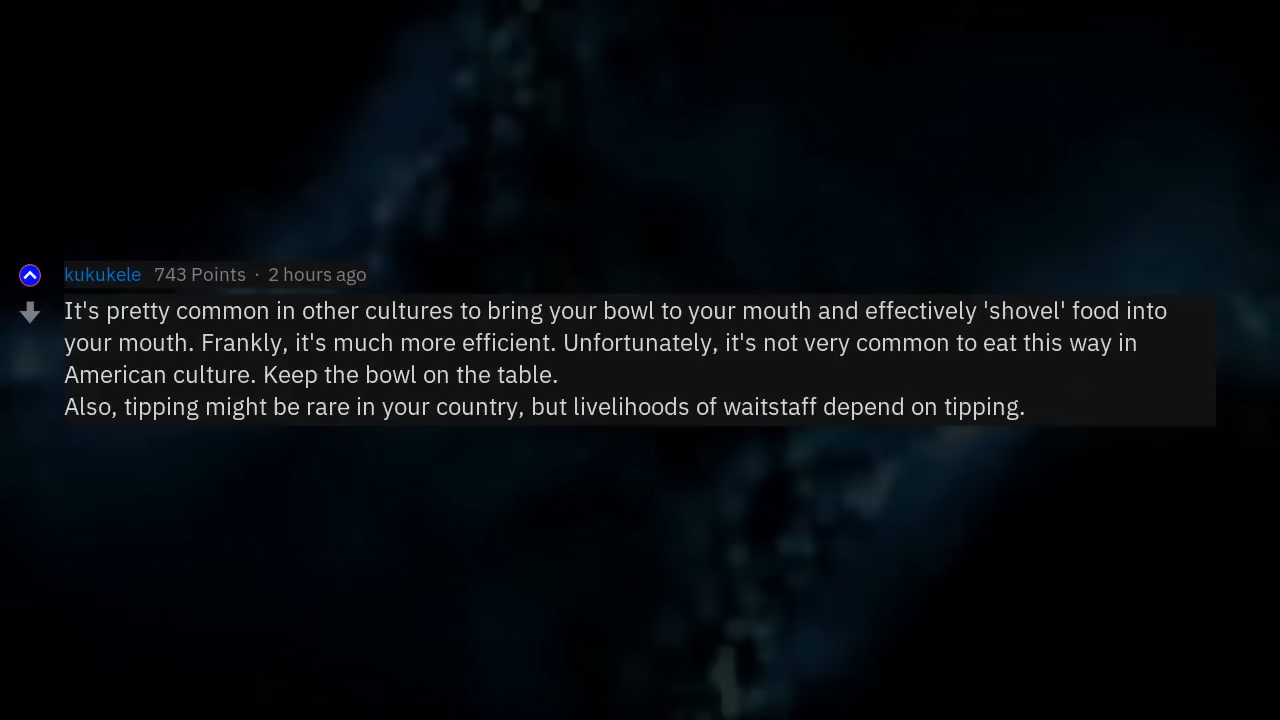 kukukele 743 Points · 2 hours ago
It's pretty common in other cultures to bring your bowl to your mouth and effectively 'shovel' food into
your mouth. Frankly, it's much more efficient. Unfortunately, it's not very common to eat this way in
American culture. Keep the bowl on the table.
Also, tipping might be rare in your country, but livelihoods of waitstaff depend on tipping.